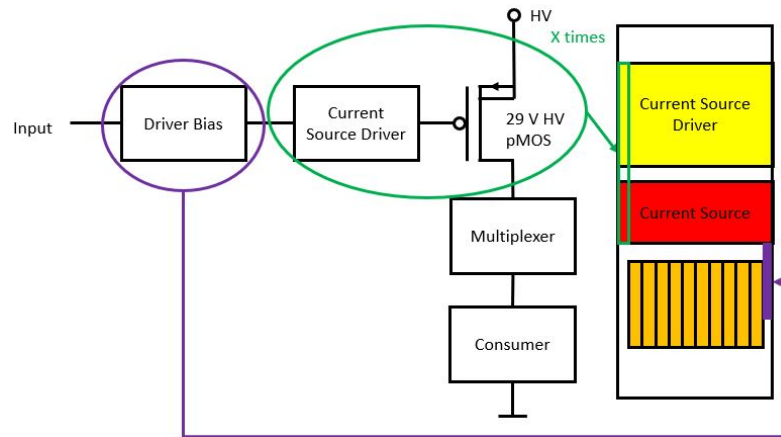 HV
X times
Input
Driver Bias
Current
Source Driver
29 V HV
pMOS
Current Source
Driver
Current Source
Multiplexer
Consumer